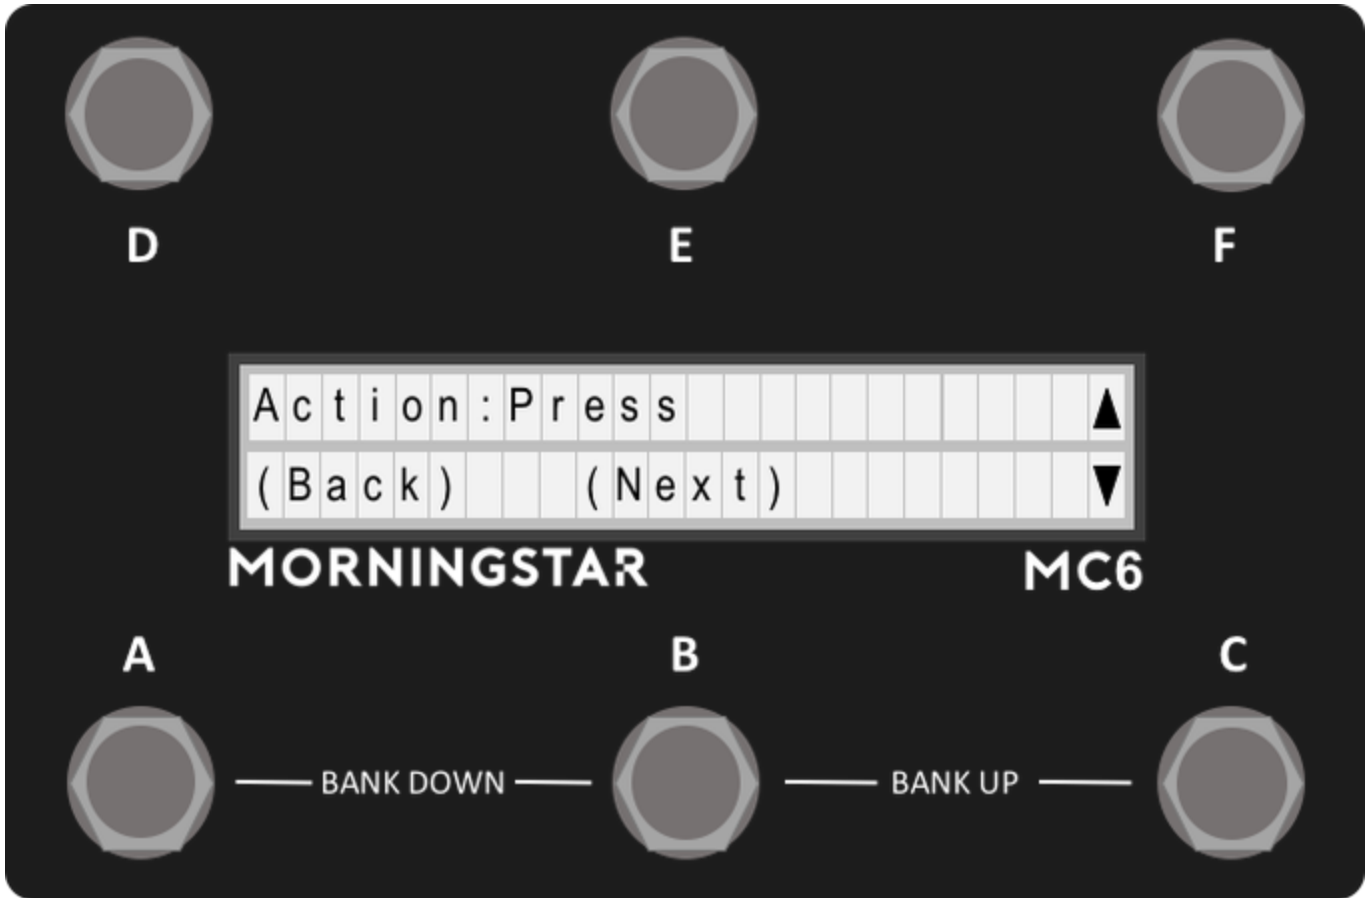 D E F
Action:Press ▲
(Back) (Next) ▼
MORNINGSTAR MC6
A B C
BANK DOWN BANK UP